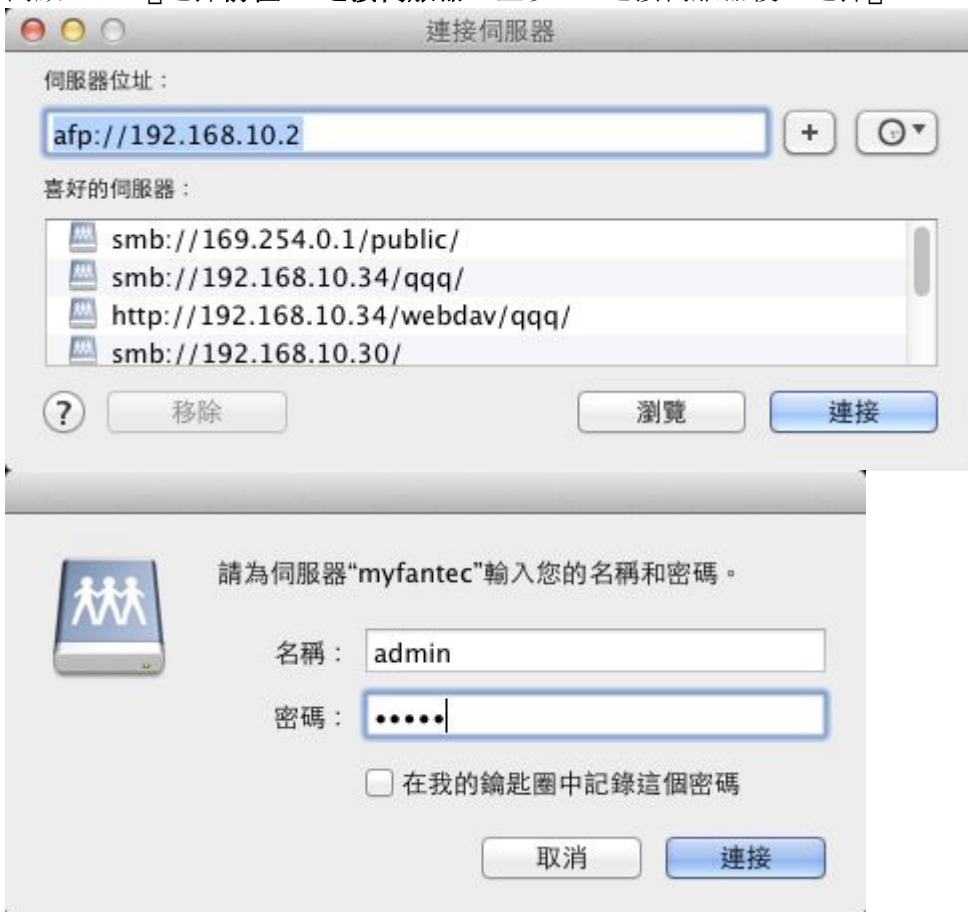 連接伺服器
伺服器位址：
afp://192.168.10.2
+
喜好的伺服器：
smb://169.254.0.1/public/
smb://192.168.10.34/qqq/
http://192.168.10.34/webdav/qqq/
smb://192.168.10.30/
? 移除 瀏覽 連接
請為伺服器“myfantec”輸入您的名稱和密碼。
名稱： admin
密碼： •••••
在我的鑰匙圈中記錄這個密碼
取消 連接